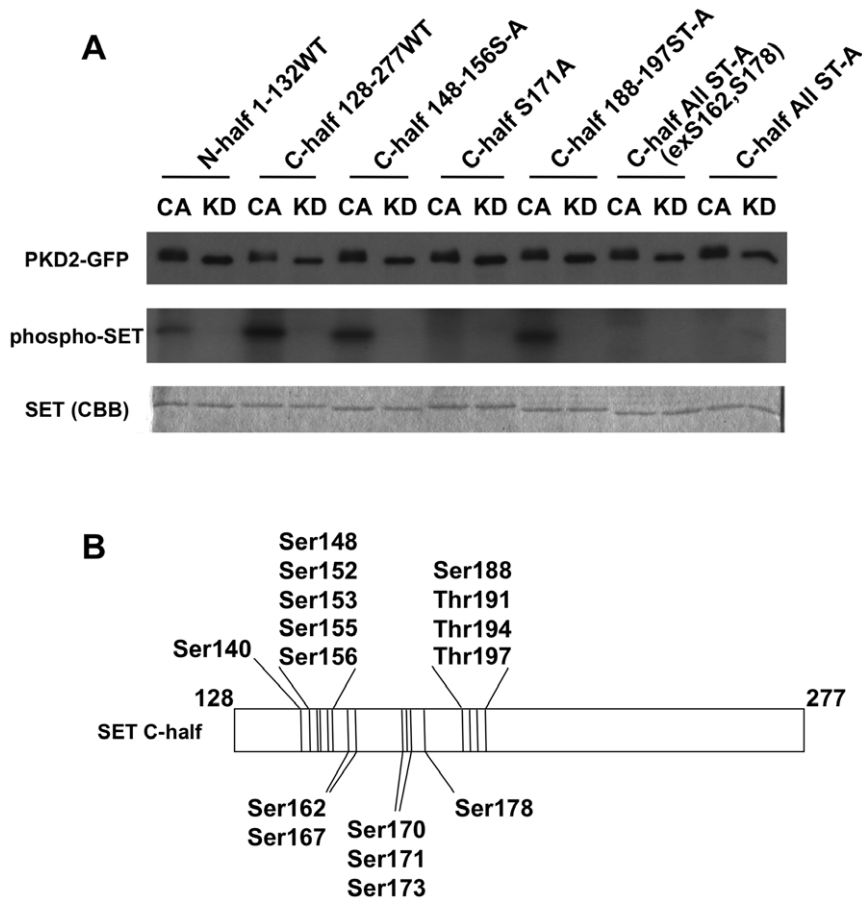 A
N-half 1-132WT
C-half 128-277WT
C-half 148-156S-A
C-half S171A
C-half 188-197ST-A
C-half All ST-A
(exS162,S178)
C-half All ST-A
CA KD CA KD CA KD CA KD CA KD CA KD CA KD
PKD2-GFP
phospho-SET
SET (CBB)
B
Ser148
Ser152
Ser153
Ser155
Ser156
Ser188
Thr191
Thr194
Thr197
Ser140
128
277
SET C-half
Ser162
Ser167
Ser170
Ser171
Ser173
Ser178